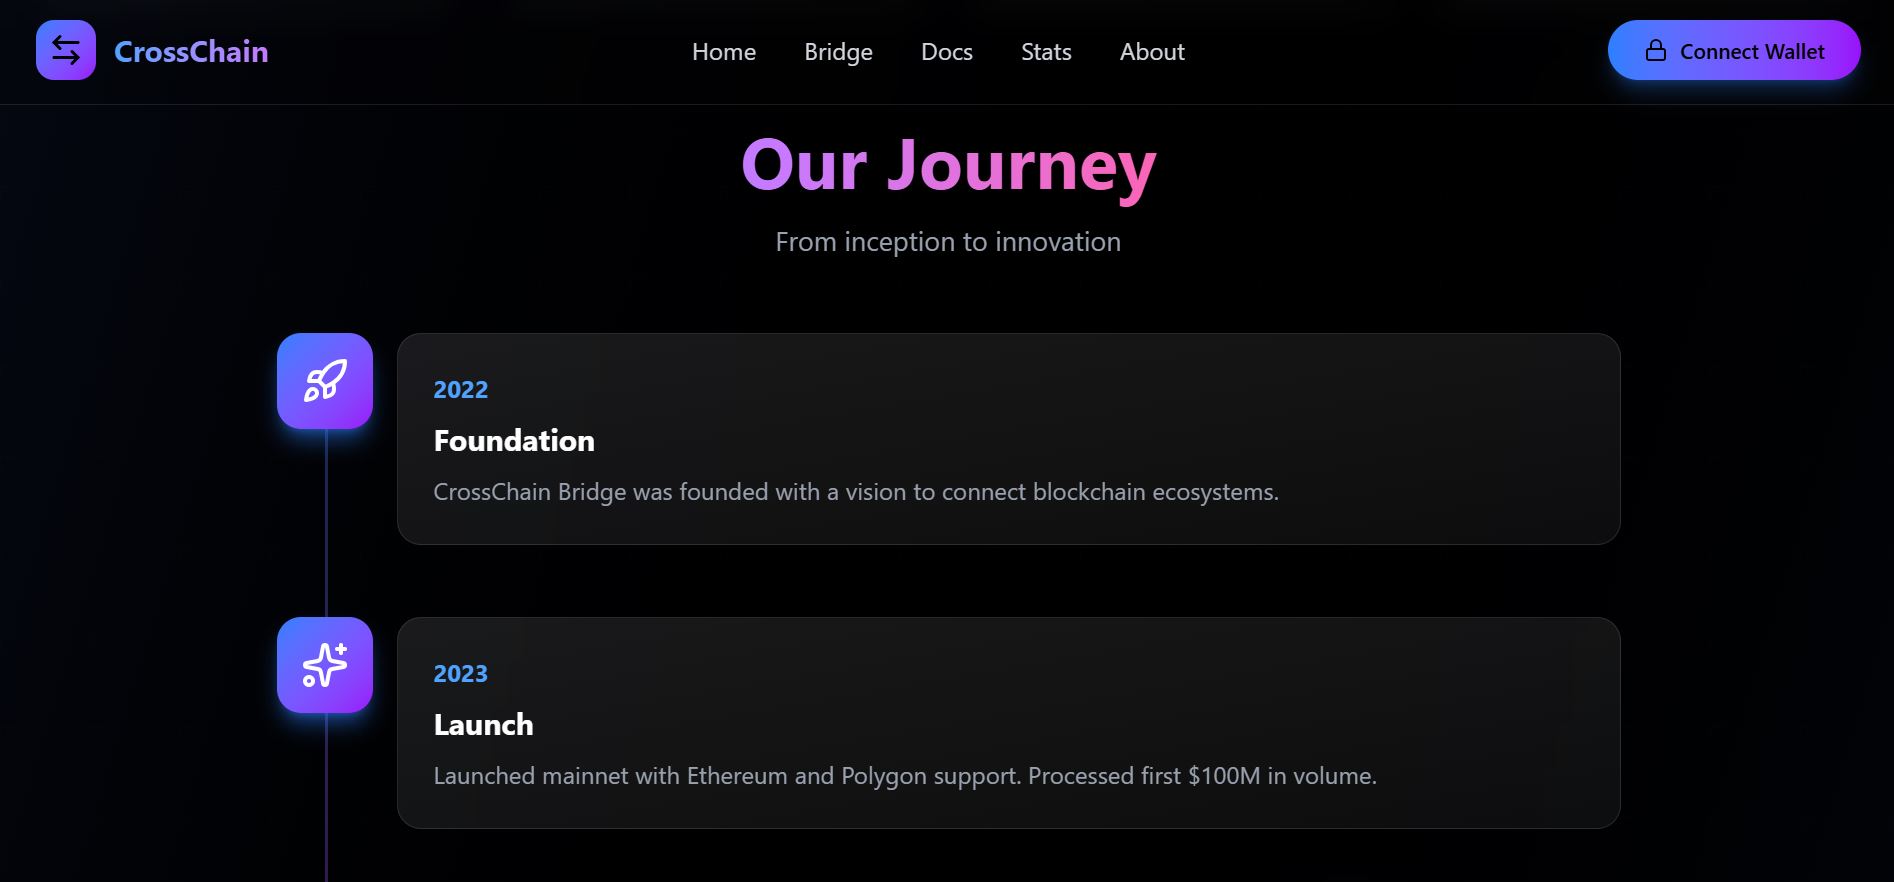 CrossChain
Home
Bridge
Docs
Stats
About
Connect Wallet
Our Journey
From inception to innovation
2022
Foundation
CrossChain Bridge was founded with a vision to connect blockchain ecosystems.
2023
Launch
Launched mainnet with Ethereum and Polygon support. Processed first $100M in volume.